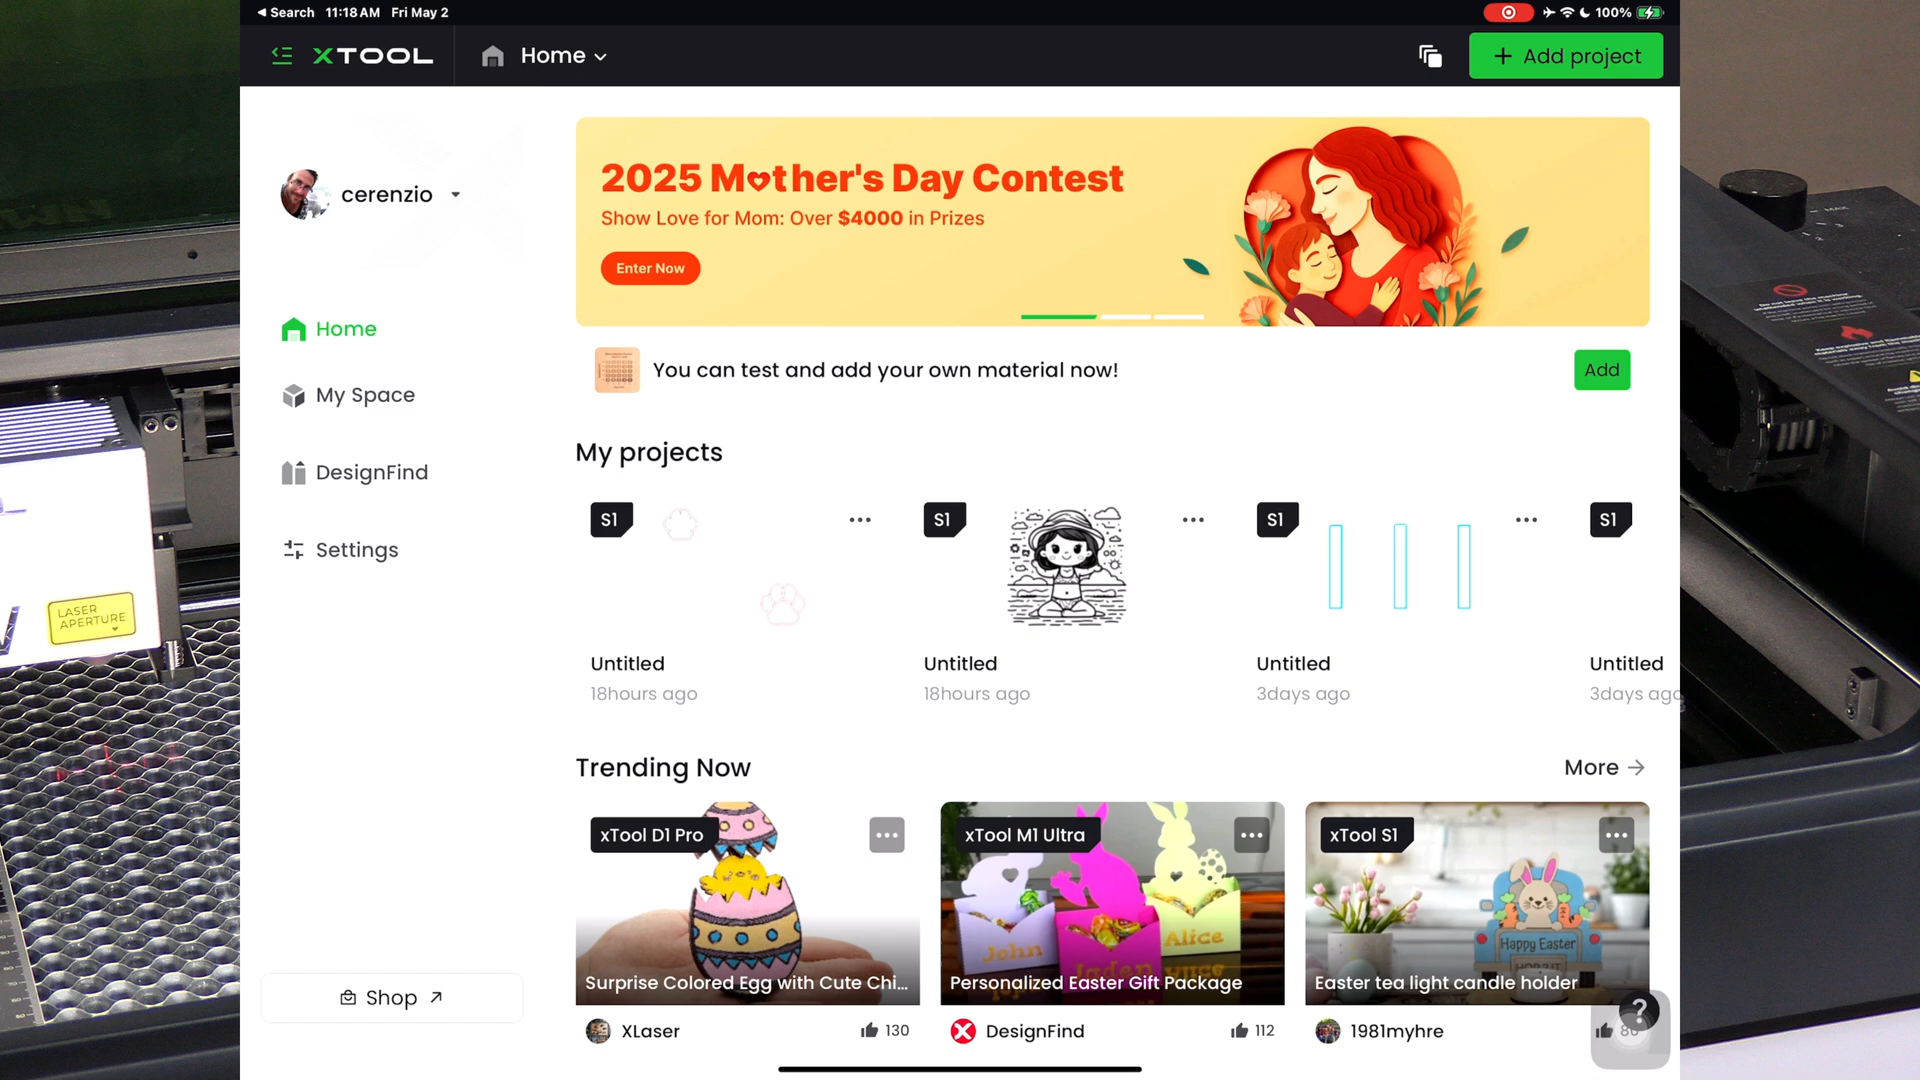 Search 11:18 AM Fri May 2
100%
XTOOL
Home
Add project
cerenzio
2025 Mother's Day Contest
Show Love for Mom: Over $4000 in Prizes
Enter Now
Home
My Space
DesignFind
Settings
Shop
You can test and add your own material now!
Add
My projects
S1
S1
S1
S1
Untitled
Untitled
Untitled
Untitled
18hours ago
18hours ago
3days ago
3days ago
Trending Now
More
xTool D1 Pro
xTool M1 Ultra
xTool S1
John
Alice
Happy Easter
Surprise Colored Egg with Cute Chi...
Personalized Easter Gift Package
Easter tea light candle holder
XLaser
130
DesignFind
112
1981myhre
?
LASER
APERTURE
MAX